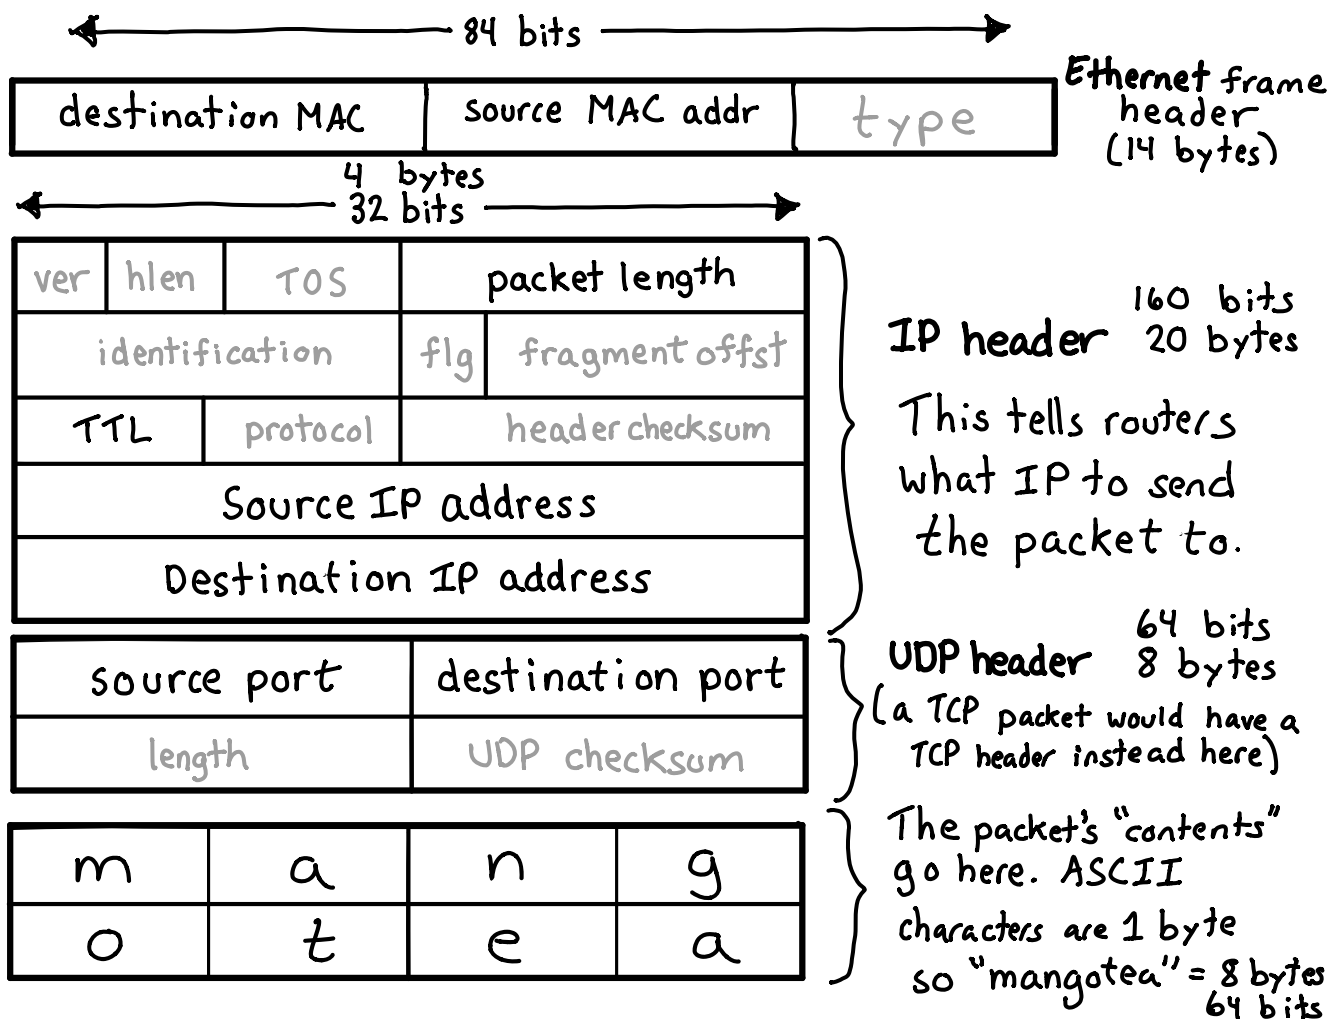 84 bits
destination MAC source MAC addr type
Ethernet frame
header
(14 bytes)
4 bytes
32 bits
ver hlen TOS packet length
identification flg fragment offst
TTL protocol header checksum
Source IP address
Destination IP address
160 bits
IP header 20 bytes
This tells routers
what IP to send
the packet to.
source port destination port
length UDP checksum
64 bits
UDP header 8 bytes
(a TCP packet would have a
TCP header instead here)
m a n g
o t e a
The packet's "contents"
go here. ASCII
characters are 1 byte
so "mangotea" = 8 bytes
64 bits